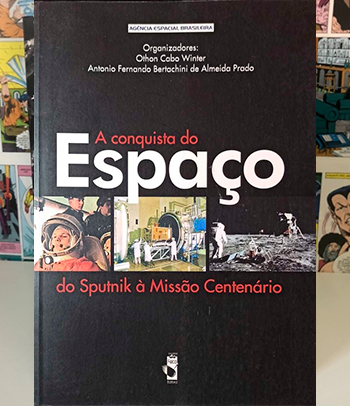 AGÊNCIA ESPACIAL BRASILEIRA
Organizadores:
Othon Cabo Winter
Antonio Fernando Bertachini de Almeida Prado
A conquista do
Espaço
do Sputnik à Missão Centenário